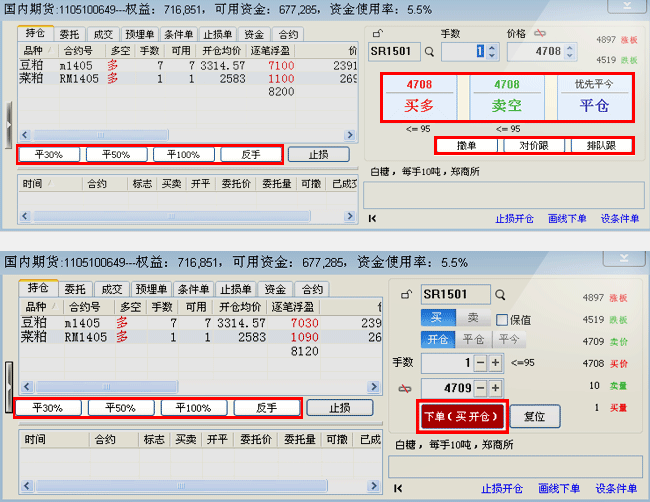 国内期货:1105100649---权益：716,851，可用资金：677,285，资金使用率：5.5%
持仓 委托 成交 预埋单 条件单 止损单 资金 合约
品种 合约号 多空 手数 可用 开仓均价 逐笔浮盈 价
豆粕 m1405 多 7 7 3314.57 7100 2391
菜粕 RM1405 多 1 1 2583 1100 269
8200
平30% 平50% 平100% 反手 止损
时间 合约 标志 买卖 开平 委托价 委托量 可撤 已成交
手数 价格
SR1501 1 4708
4897 涨板
4519 跌板
4708 4708 优先平今
买多 卖空 平仓
<=95 <=95
撤单 对价跟 排队跟
白糖，每手10吨，郑商所
止损开仓 画线下单 设条件单
国内期货:1105100649---权益：716,851，可用资金：677,285，资金使用率：5.5%
持仓 委托 成交 预埋单 条件单 止损单 资金 合约
品种 合约号 多空 手数 可用 开仓均价 逐笔浮盈
豆粕 m1405 多 7 7 3314.57 7030 239
菜粕 RM1405 多 1 1 2583 1090 26
8120
平30% 平50% 平100% 反手 止损
时间 合约 标志 买卖 开平 委托价 委托量 可撤 已成
SR1501
买 卖 保值
开仓 平仓 平今
手数 1 - + <=95
4709 - +
下单(买 开仓) 复位
4897 涨板
4519 跌板
4709 卖价
4708 买价
10 卖量
1 买量
白糖，每手10吨，郑商所
止损开仓 画线下单 设条件单